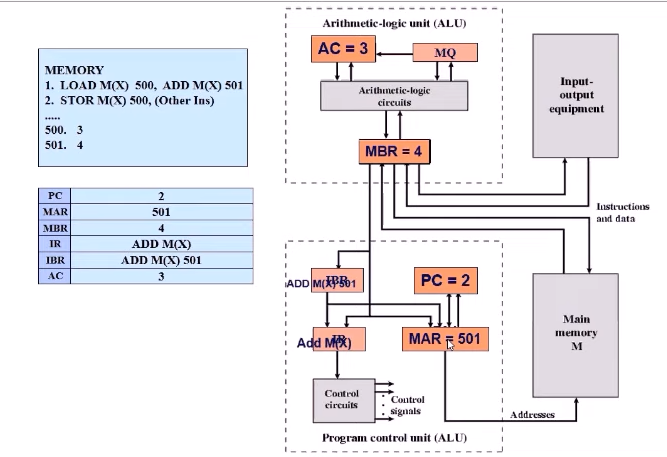 MEMORY
1. LOAD M(X) 500, ADD M(X) 501
2. STOR M(X) 500, (Other Ins)
.....
500. 3
501. 4
PC 2
MAR 501
MBR 4
IR ADD M(X)
IBR ADD M(X) 501
AC 3
Arithmetic-logic unit (ALU)
AC = 3
MQ
Arithmetic-logic
circuits
MBR = 4
Input-
output
equipment
Instructions
and data
IBR
ADD M(X) 501
PC = 2
IR
Add M(X)
MAR = 501
Main
memory
M
Control
circuits
Control
signals
Addresses
Program control unit (ALU)